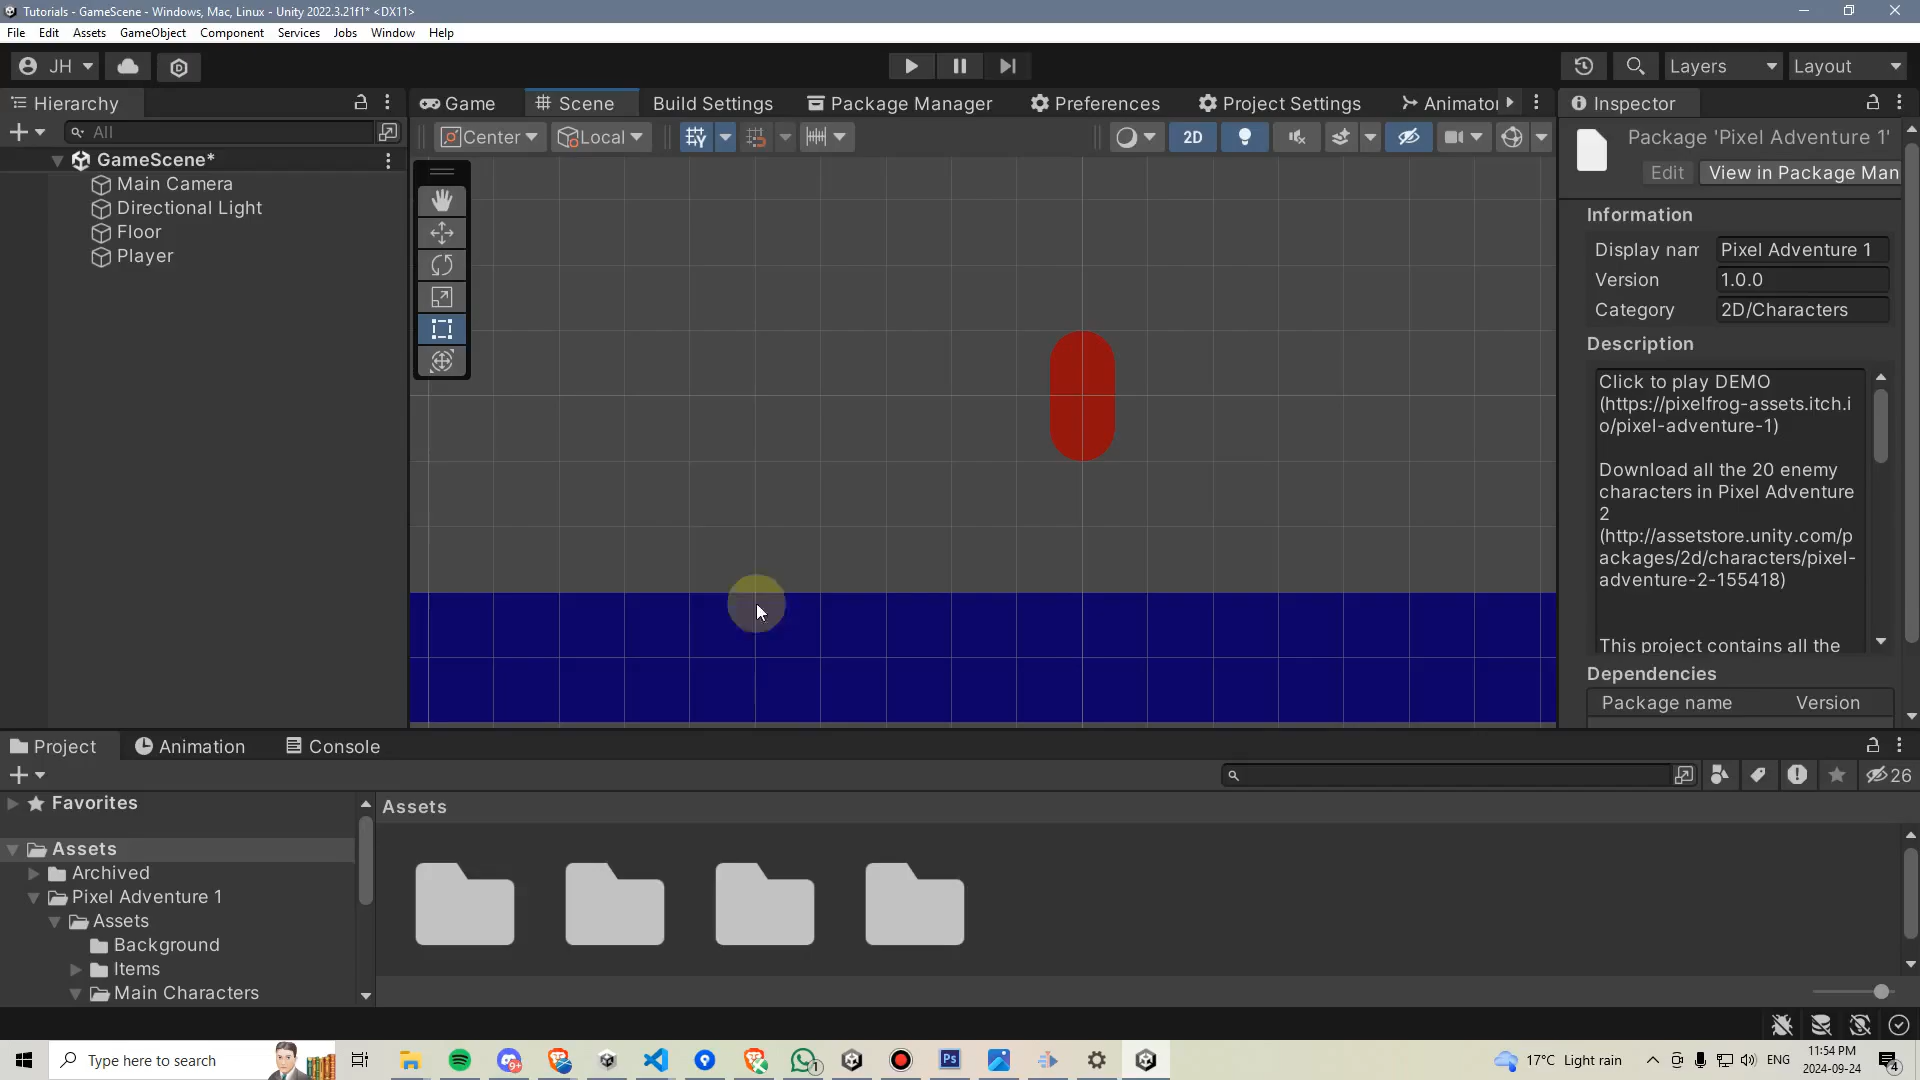 Tutorials - GameScene - Windows, Mac, Linux - Unity 2022.3.21f1* <DX11>
File Edit Assets GameObject Component Services Jobs Window Help
JH Layers Layout
Hierarchy
Game Scene Build Settings Package Manager Preferences Project Settings Animator
Inspector
All
Center Local 2D
Package 'Pixel Adventure 1'
Edit View in Package Man
GameScene*
Main Camera
Directional Light
Floor
Player
Information
Display nam Pixel Adventure 1
Version 1.0.0
Category 2D/Characters
Description
Click to play DEMO
(https://pixelfrog-assets.itch.i
o/pixel-adventure-1)
Download all the 20 enemy
characters in Pixel Adventure
2
(http://assetstore.unity.com/p
ackages/2d/characters/pixel-
adventure-2-155418)
This project contains all the
Dependencies
Package name Version
Project Animation Console
26
Favorites
Assets
Archived
Pixel Adventure 1
Assets
Background
Items
Main Characters
Assets
Type here to search
Ps
17°C Light rain
ENG
11:54 PM
2024-09-24
4